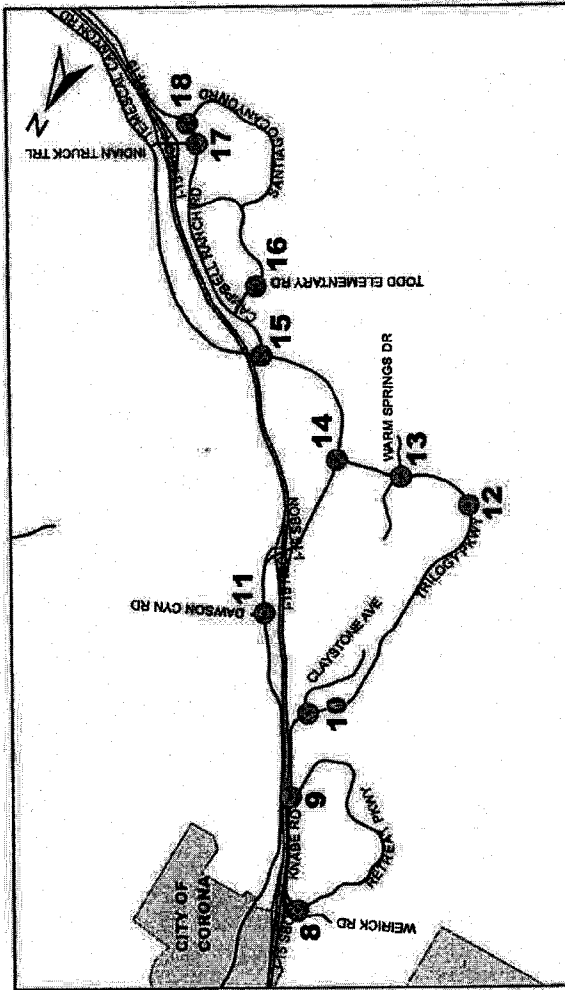 CITY OF
CORONA
I-15 SB
8
WEIRICK RD
KNABE RD
9
RETREAT PKWY
10
CLAYSTONE AVE
11
DAWSON CYN RD
TRILOGY PKWY
12
13
WARM SPRINGS DR
14
15
16
TODD ELEMENTARY RD
CAMPBELL RANCH RD
SANTIAGO CANYON RD
17
18
INDIAN TRUCK TRL
TEMESCAL CANYON RD
N